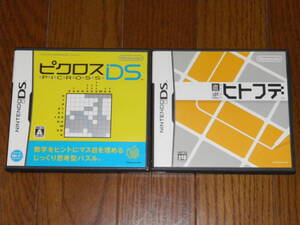 NINTENDO DS
Nintendo
ピクロスDS
PICROSS
数字をヒントにマス目を埋める
じっくり思考型パズル。
NINTENDO DS
Nintendo
直感
ヒトフデ